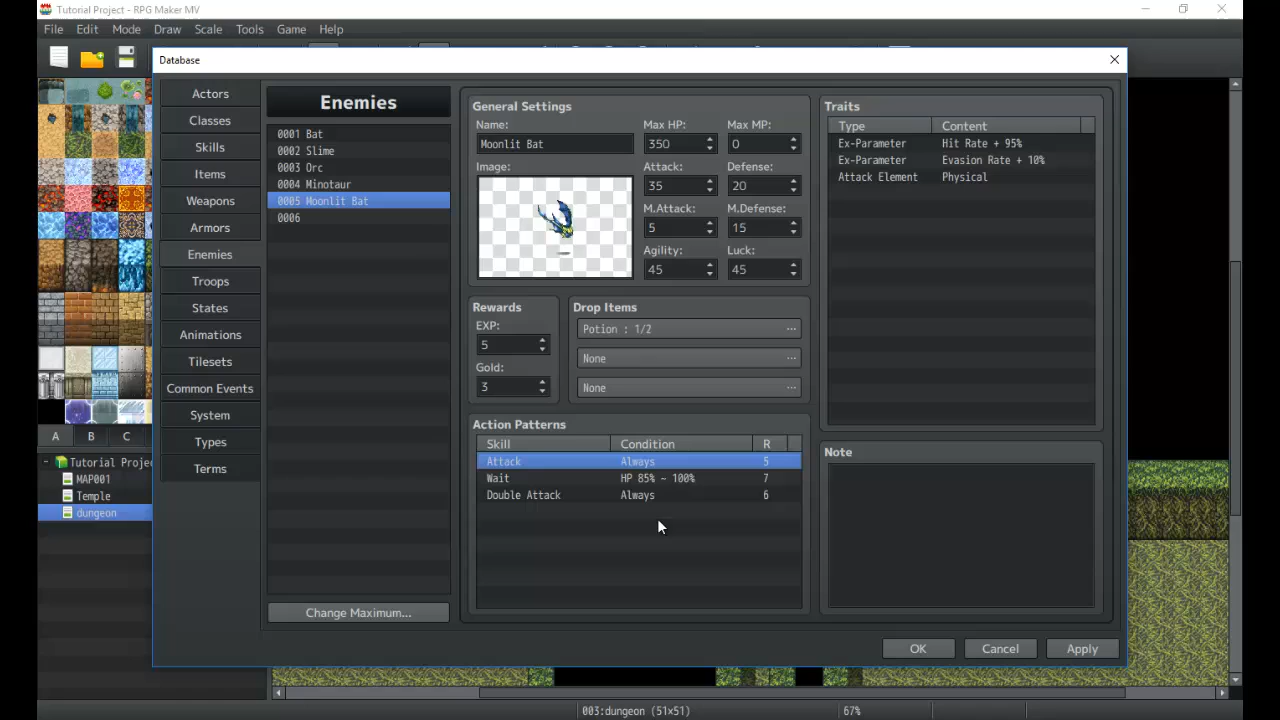 Tutorial Project - RPG Maker MV
File Edit Mode Draw Scale Tools Game Help
Database
Actors
Classes
Skills
Items
Weapons
Armors
Enemies
Troops
States
Animations
Tilesets
Common Events
System
Types
Terms
Enemies
0001 Bat
0002 Slime
0003 Orc
0004 Minotaur
0005 Moonlit Bat
0006
Change Maximum...
General Settings
Name: Max HP: Max MP:
Moonlit Bat 350 0
Image: Attack: Defense:
35 20
M.Attack: M.Defense:
5 15
Agility: Luck:
45 45
Rewards
EXP:
5
Gold:
3
Drop Items
Potion : 1/2 ...
None ...
None ...
Action Patterns
Skill Condition R
Attack Always 5
Wait HP 85% ~ 100% 7
Double Attack Always 6
Traits
Type Content
Ex-Parameter Hit Rate + 95%
Ex-Parameter Evasion Rate + 10%
Attack Element Physical
Note
OK Cancel Apply
A B C
Tutorial Proje
MAP001
Temple
dungeon
003:dungeon (51x51) 67%